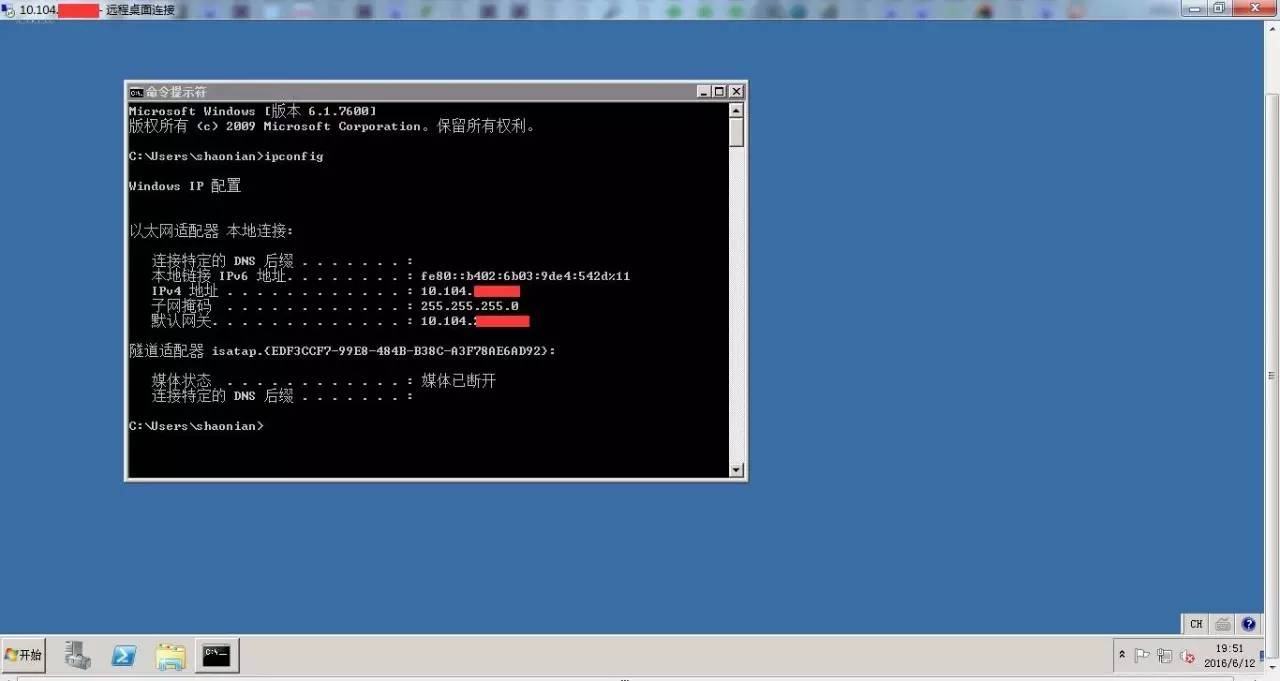 10.104. - 远程桌面连接
命令提示符
Microsoft Windows [版本 6.1.7600]
版权所有 (c) 2009 Microsoft Corporation。保留所有权利。
C:\Users\shaonian>ipconfig
Windows IP 配置
以太网适配器 本地连接:
连接特定的 DNS 后缀 . . . . . . . :
本地链接 IPv6 地址. . . . . . . . : fe80::b402:6b03:9de4:542d%11
IPv4 地址 . . . . . . . . . . . . : 10.104.
子网掩码 . . . . . . . . . . . . : 255.255.255.0
默认网关. . . . . . . . . . . . . : 10.104.
隧道适配器 isatap.{EDF3CCF7-99E8-484B-B38C-A3F78AE6AD92}:
媒体状态 . . . . . . . . . . . . : 媒体已断开
连接特定的 DNS 后缀 . . . . . . . :
C:\Users\shaonian>
CH
开始
19:51
2016/6/12